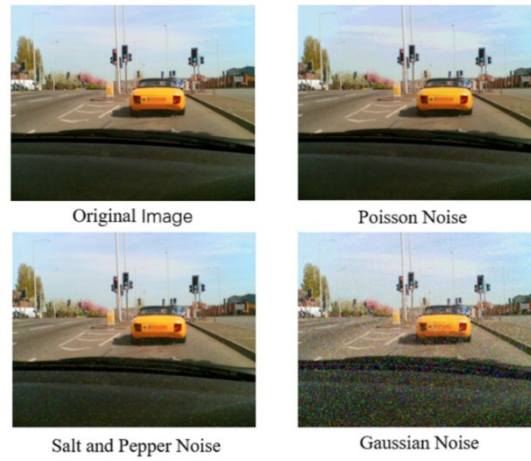 Original Image
Poisson Noise
Salt and Pepper Noise
Gaussian Noise